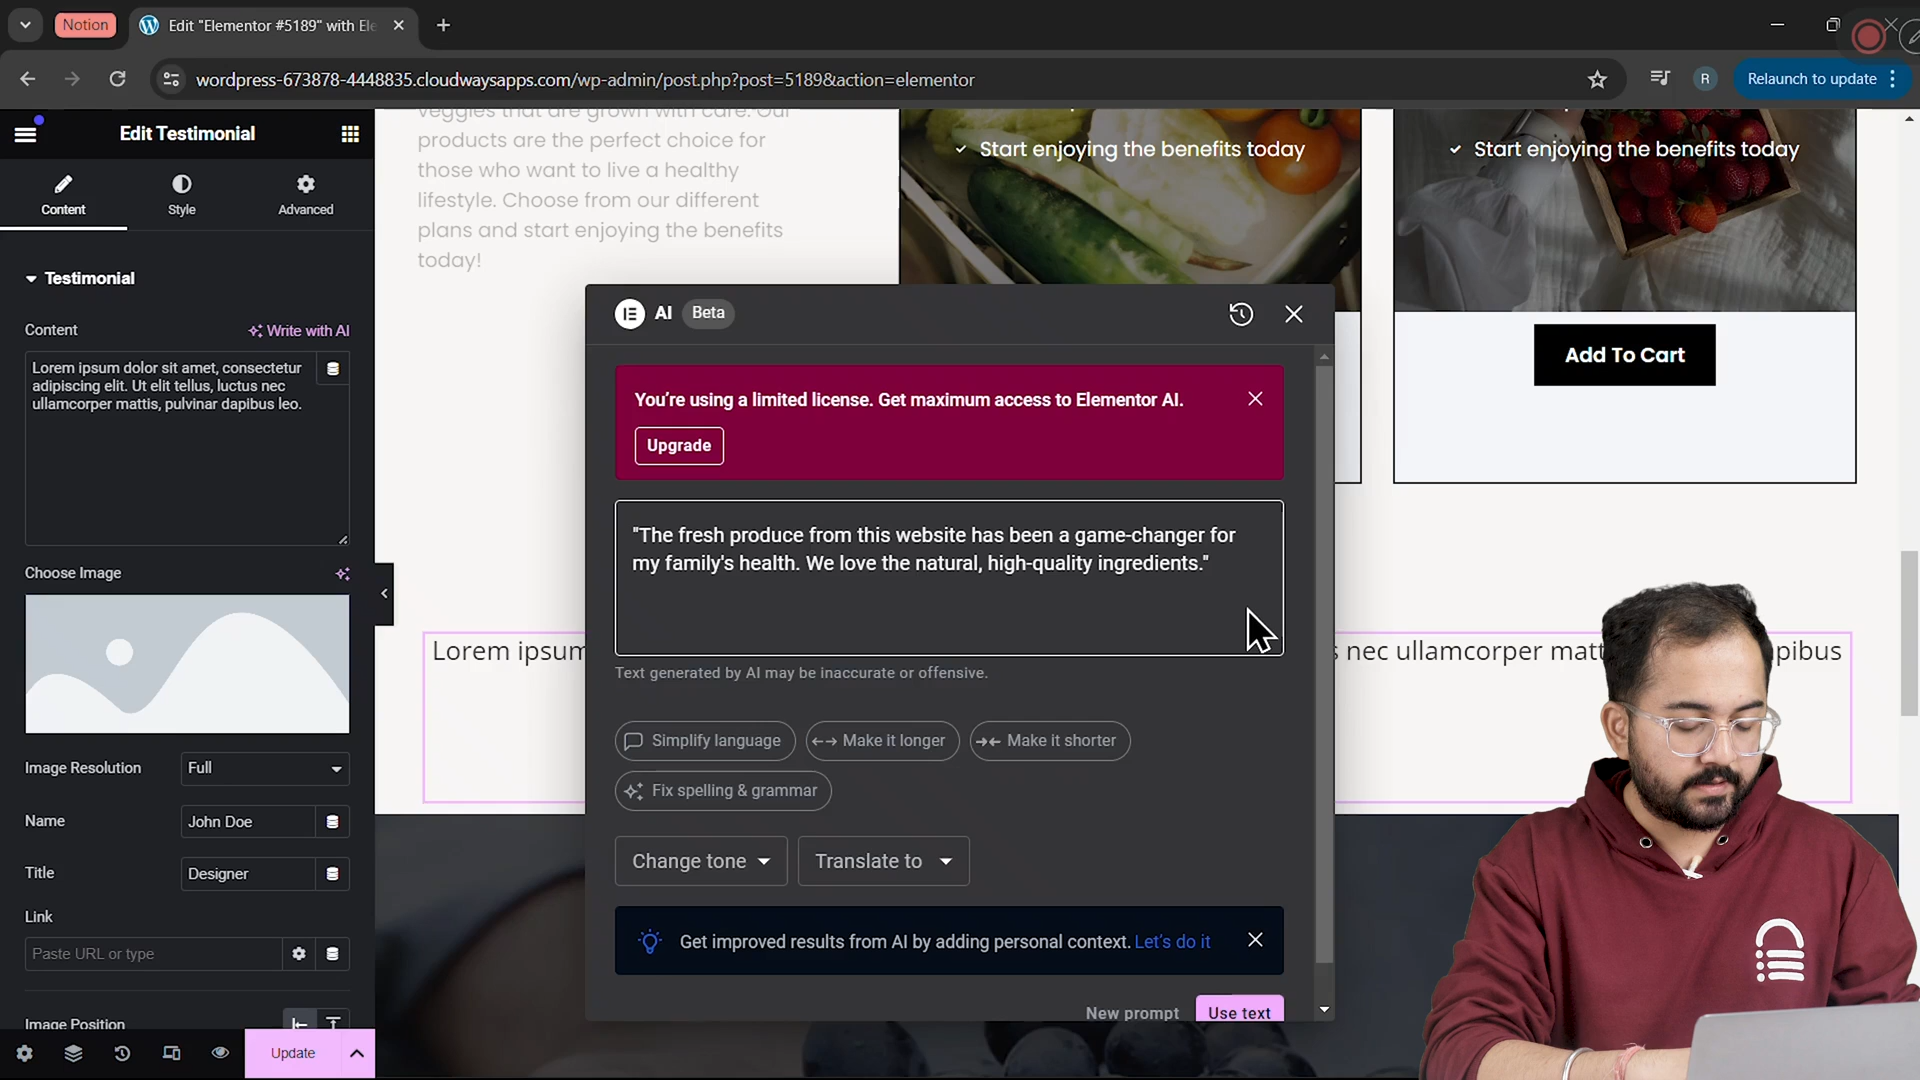 Notion
Edit "Elementor #5189" with Ele
wordpress-673878-4448835.cloudwaysapps.com/wp-admin/post.php?post=5189&action=elementor
R
Relaunch to update
Edit Testimonial
Content
Style
Advanced
Testimonial
Content
Write with AI
Lorem ipsum dolor sit amet, consectetur
adipiscing elit. Ut elit tellus, luctus nec
ullamcorper mattis, pulvinar dapibus leo.
Choose Image
Image Resolution
Full
Name
John Doe
Title
Designer
Link
Paste URL or type
Image Position
Update
veggies that are grown with care. Our
products are the perfect choice for
those who want to live a healthy
lifestyle. Choose from our different
plans and start enjoying the benefits
today!
Start enjoying the benefits today
Start enjoying the benefits today
Add To Cart
AI
Beta
You're using a limited license. Get maximum access to Elementor AI.
Upgrade
"The fresh produce from this website has been a game-changer for
my family's health. We love the natural, high-quality ingredients."
Text generated by AI may be inaccurate or offensive.
Lorem ipsum
s nec ullamcorper matt
pibus
Simplify language
Make it longer
Make it shorter
Fix spelling & grammar
Change tone
Translate to
Get improved results from AI by adding personal context. Let's do it
New prompt
Use text